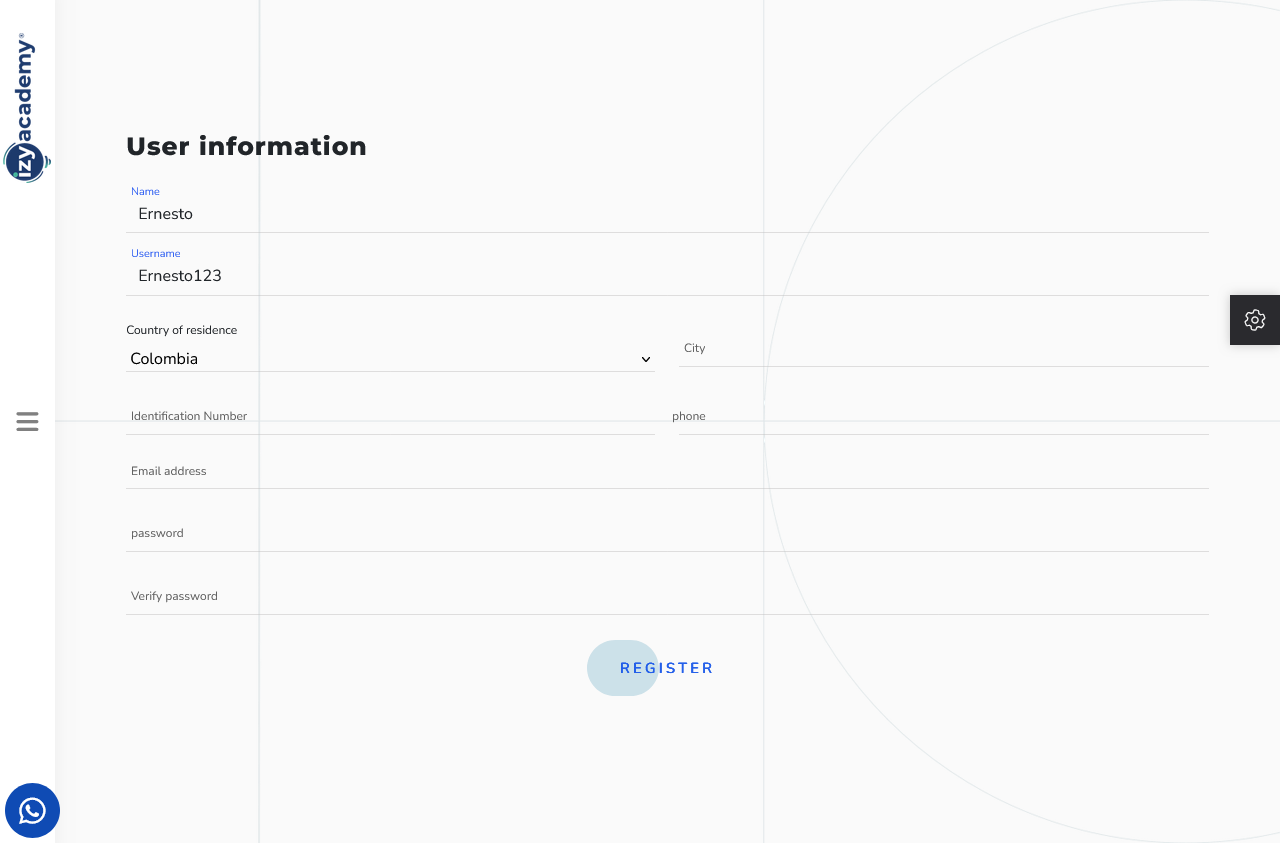 izyacademy®
User information
Name
Ernesto
Username
Ernesto123
Country of residence
Colombia
City
Identification Number
phone
Email address
password
Verify password
REGISTER